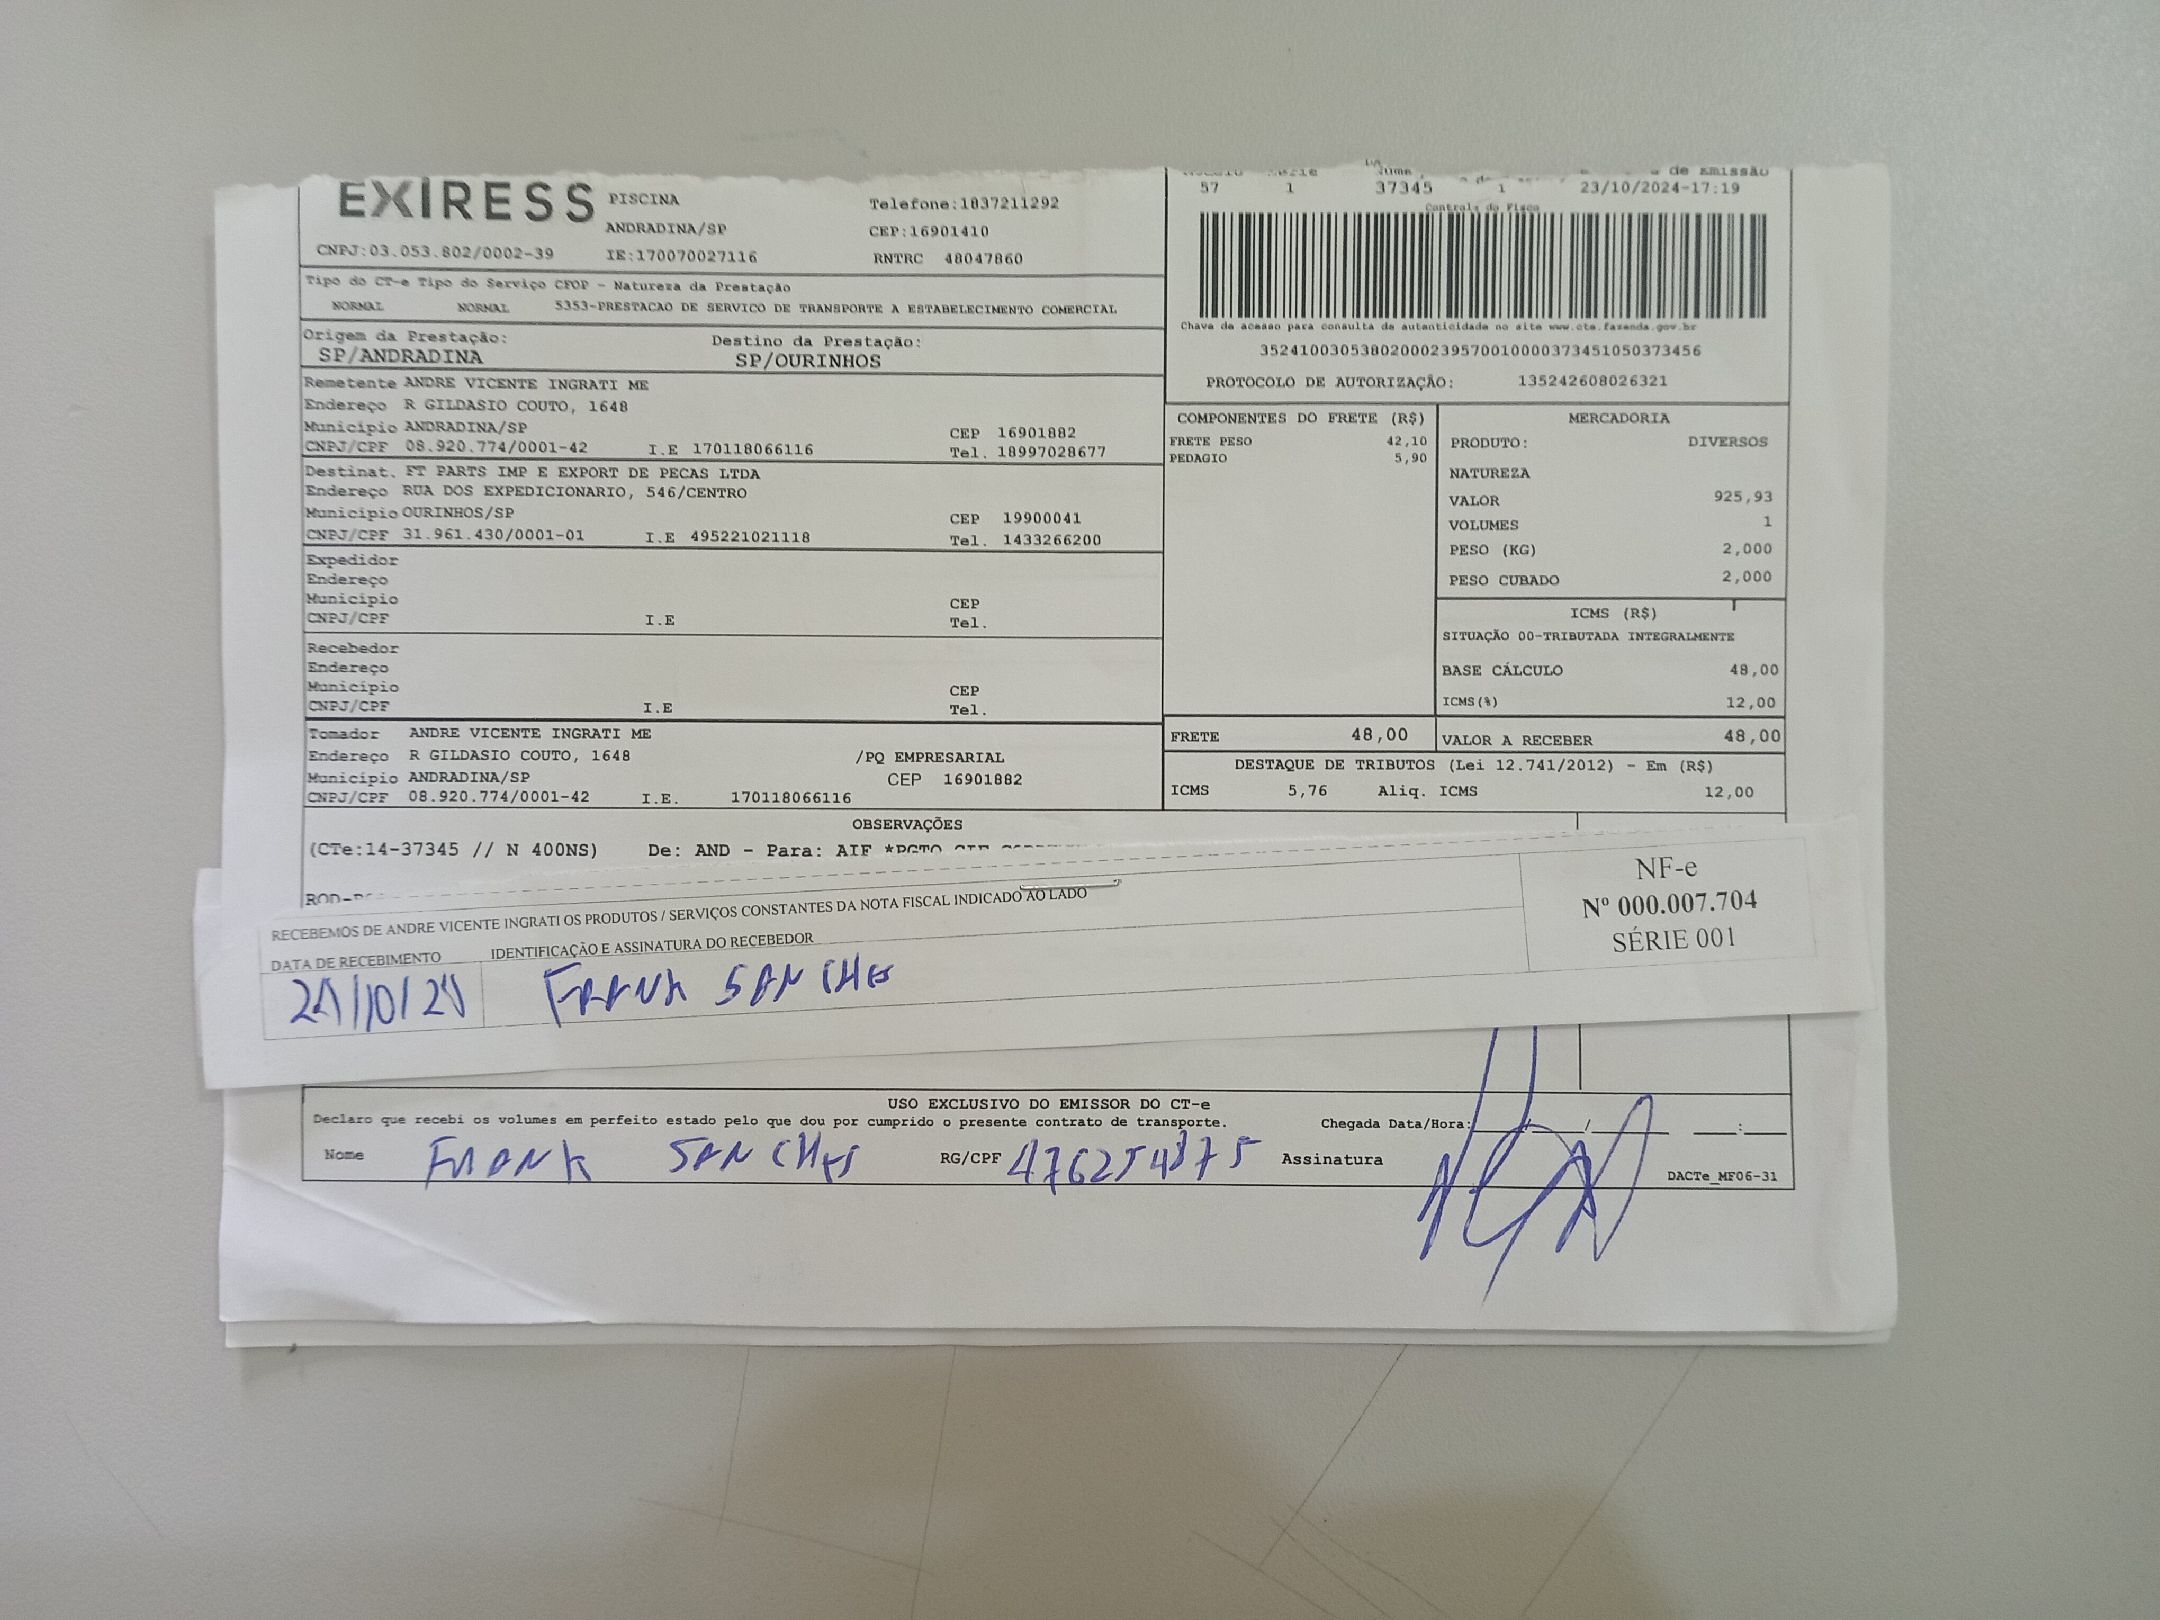 EXIRESS PISCINA Telefone:1837211292
ANDRADINA/SP CEP:16901410
CNPJ:03.053.802/0002-39 IE:170070027116 RNTRC 48047860
de Emissão
57 1 37345 1 23/10/2024-17:19
Controle do Fisco
Tipo do CT-e Tipo do Serviço CFOP - Natureza da Prestação
NORMAL NORMAL 5353-PRESTACAO DE SERVICO DE TRANSPORTE A ESTABELECIMENTO COMERCIAL
Chave de acesso para consulta de autenticidade no site www.cte.fazenda.gov.br
35241003053802000239570010000373451050373456
PROTOCOLO DE AUTORIZAÇÃO: 135242608026321
Origem da Prestação: Destino da Prestação:
SP/ANDRADINA SP/OURINHOS
Remetente ANDRE VICENTE INGRATI ME
Endereço R GILDASIO COUTO, 1648
Município ANDRADINA/SP CEP 16901882
CNPJ/CPF 08.920.774/0001-42 I.E 170118066116 Tel. 18997028677
Destinat. FT PARTS IMP E EXPORT DE PECAS LTDA
Endereço RUA DOS EXPEDICIONARIO, 546/CENTRO
Município OURINHOS/SP CEP 19900041
CNPJ/CPF 31.961.430/0001-01 I.E 495221021118 Tel. 1433266200
Expedidor
Endereço
Município CEP
CNPJ/CPF I.E Tel.
Recebedor
Endereço
Município CEP
CNPJ/CPF I.E Tel.
Tomador ANDRE VICENTE INGRATI ME
Endereço R GILDASIO COUTO, 1648 /PQ EMPRESARIAL
Município ANDRADINA/SP CEP 16901882
CNPJ/CPF 08.920.774/0001-42 I.E. 170118066116
COMPONENTES DO FRETE (R$)
FRETE PESO 42,10
PEDAGIO 5,90
MERCADORIA
PRODUTO: DIVERSOS
NATUREZA
VALOR 925,93
VOLUMES 1
PESO (KG) 2,000
PESO CUBADO 2,000
ICMS (R$)
SITUAÇÃO 00-TRIBUTADA INTEGRALMENTE
BASE CÁLCULO 48,00
ICMS(%) 12,00
FRETE 48,00 VALOR A RECEBER 48,00
DESTAQUE DE TRIBUTOS (Lei 12.741/2012) - Em (R$)
ICMS 5,76 Aliq. ICMS 12,00
OBSERVAÇÕES
(CTe:14-37345 // N 400NS) De: AND - Para: AIF
RECEBEMOS DE ANDRE VICENTE INGRATI OS PRODUTOS / SERVIÇOS CONSTANTES DA NOTA FISCAL INDICADO AO LADO
DATA DE RECEBIMENTO IDENTIFICAÇÃO E ASSINATURA DO RECEBEDOR
24/10/24 FRANK SANCHES
NF-e
Nº 000.007.704
SÉRIE 001
USO EXCLUSIVO DO EMISSOR DO CT-e
Declaro que recebi os volumes em perfeito estado pelo que dou por cumprido o presente contrato de transporte. Chegada Data/Hora: / / :
Nome FRANK SANCHES RG/CPF 476254875 Assinatura
DACTe_MF06-31